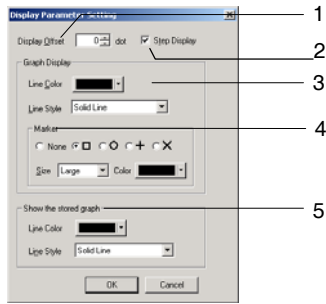 Display Parameter Setting
1
Display Offset 0 dot Step Display
2
Graph Display
Line Color
3
Line Style Solid Line
Marker
4
None
Size Large Color
Show the stored graph
5
Line Color
Line Style Solid Line
OK Cancel